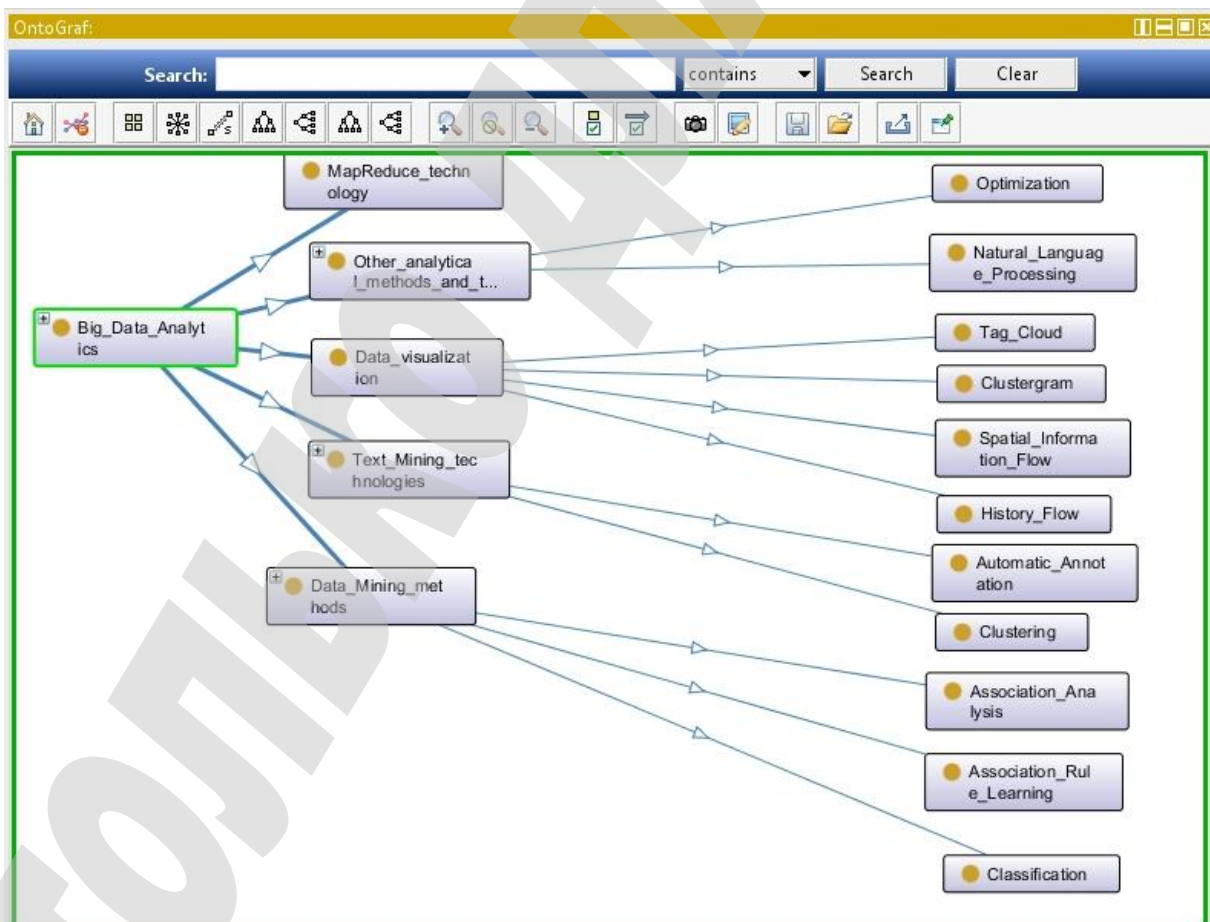 OntoGraf:
Search:
contains
Search
Clear
MapReduce_techn
ology
Optimization
Other_analytica
l_methods_and_t...
Natural_Languag
e_Processing
Big_Data_Analyt
ics
Tag_Cloud
Data_visualizat
ion
Clustergram
Spatial_Informa
tion_Flow
Text_Mining_tec
hnologies
History_Flow
Automatic_Annot
ation
Data_Mining_met
hods
Clustering
Association_Ana
lysis
Association_Rul
e_Learning
Classification